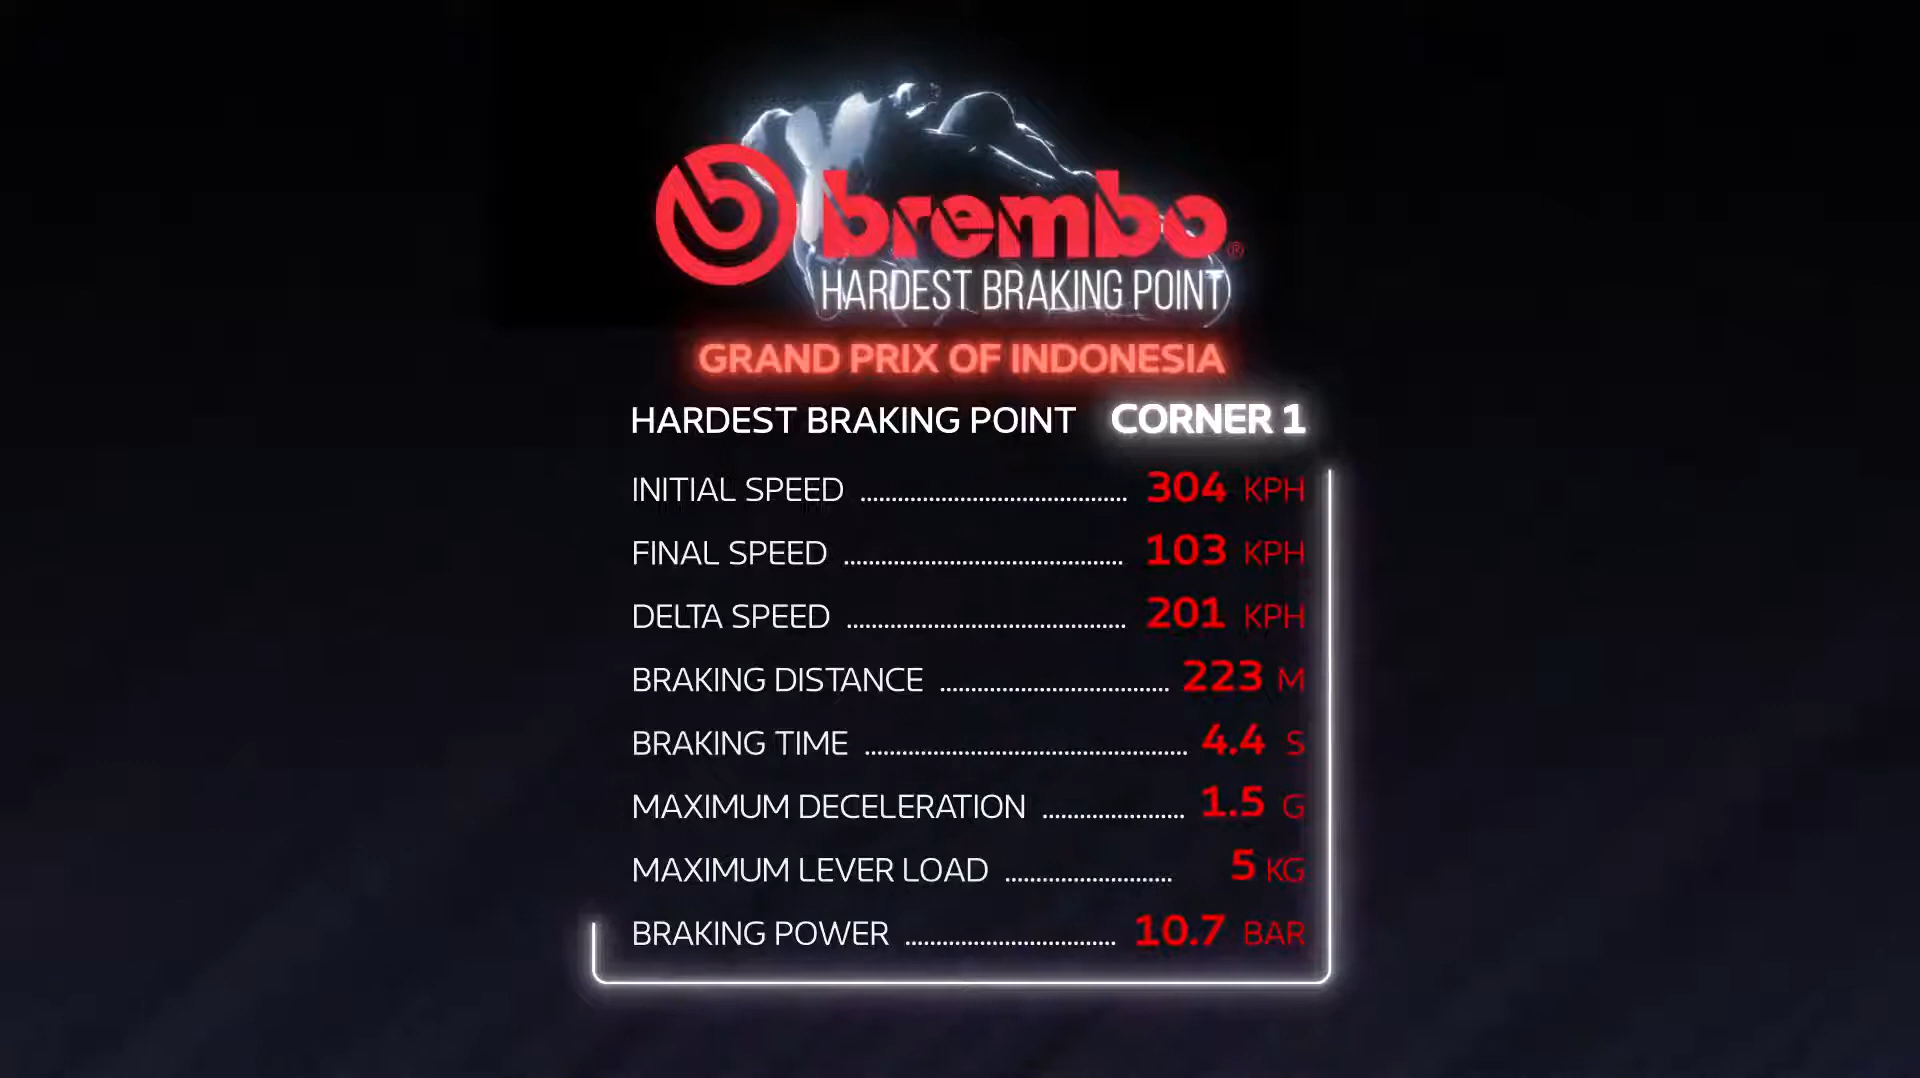 brembo®
HARDEST BRAKING POINT
GRAND PRIX OF INDONESIA
HARDEST BRAKING POINT CORNER 1
INITIAL SPEED ........................................... 304 KPH
FINAL SPEED ............................................. 103 KPH
DELTA SPEED ............................................. 201 KPH
BRAKING DISTANCE ..................................... 223 M
BRAKING TIME .................................................... 4.4 S
MAXIMUM DECELERATION ....................... 1.5 G
MAXIMUM LEVER LOAD ........................... 5 KG
BRAKING POWER .................................. 10.7 BAR